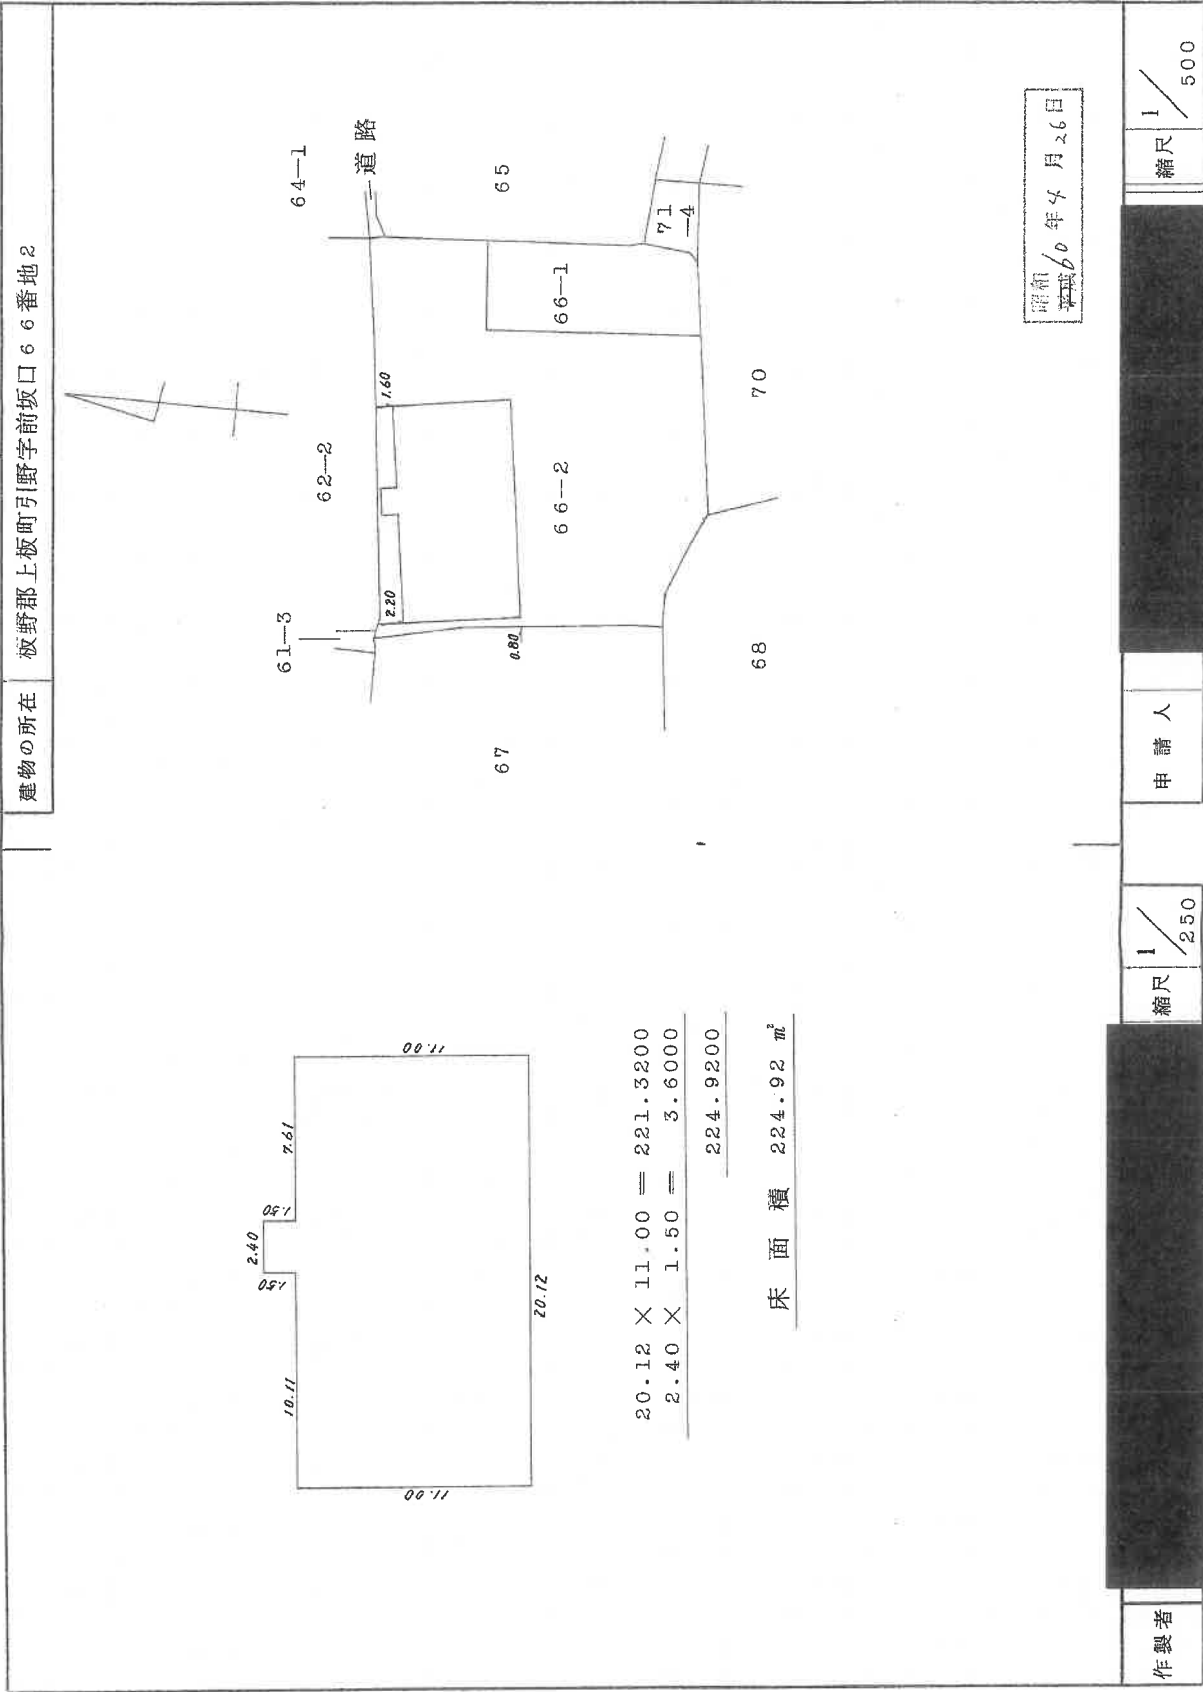 建物の所在
板野郡上板町引野字前坂口66番地2
64—1
道路
62—2
61—3
65
71
—4
66—1
1.60
66—2
2.20
0.80
70
68
67
昭和
平成60年4月26日
2.40
1.50
1.50
7.61
10.11
11.00
11.00
20.12
20.12 × 11.00 = 221.3200
2.40 × 1.50 = 3.6000
224.9200
床面積 224.92 ㎡
作製者
縮尺 1/250
申請人
縮尺 1/500